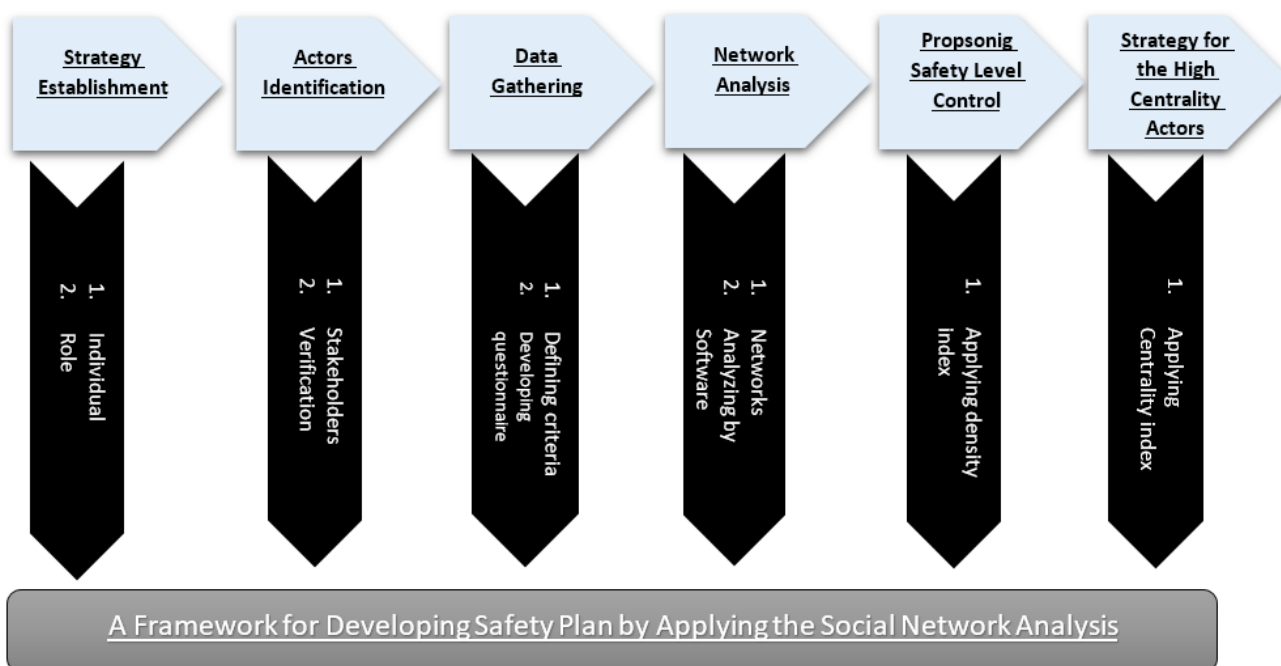 Strategy
Establishment
Actors
Identification
Data
Gathering
Network
Analysis
Propsonig
Safety Level
Control
Strategy for
the High
Centrality
Actors
1. Individual
2. Role
1. Stakeholders
2. Verification
1. Defining criteria
2. Developing
questionnaire
1. Networks
2. Analyzing by
Software
1. Applying density
index
1. Applying
Centrality index
A Framework for Developing Safety Plan by Applying the Social Network Analysis